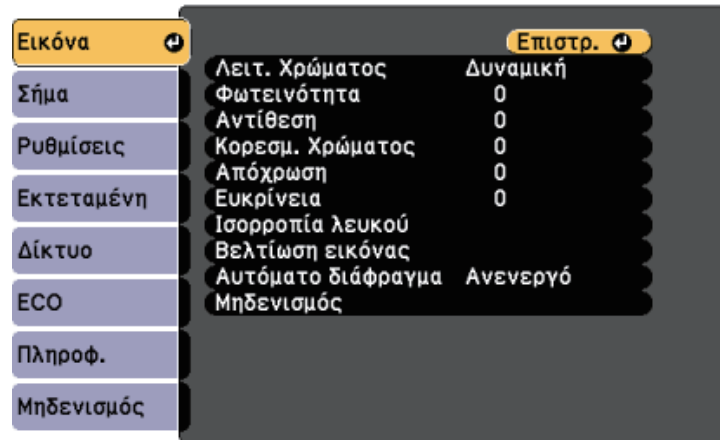 Εικόνα
Σήμα
Ρυθμίσεις
Εκτεταμένη
Δίκτυο
ECO
Πληροφ.
Μηδενισμός
Επιστρ.
Λειτ. Χρώματος Δυναμική
Φωτεινότητα 0
Αντίθεση 0
Κορεσμ. Χρώματος 0
Απόχρωση 0
Ευκρίνεια 0
Ισορροπία λευκού
Βελτίωση εικόνας
Αυτόματο διάφραγμα Ανενεργό
Μηδενισμός